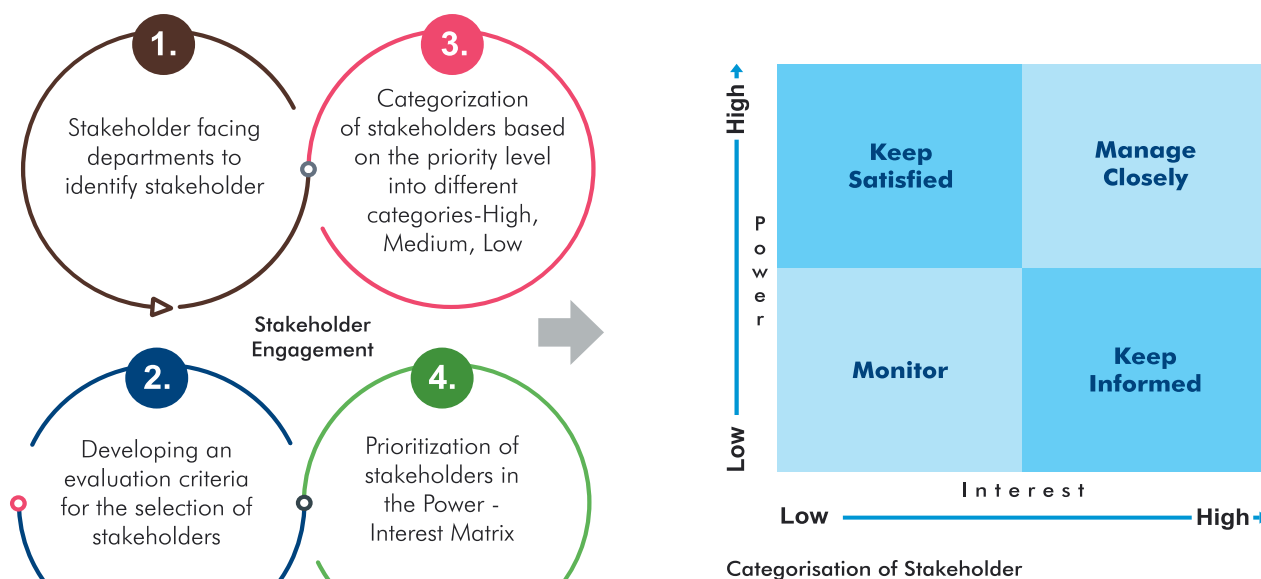 1.
Stakeholder facing
departments to
identify stakeholder
2.
Developing an
evaluation criteria
for the selection of
stakeholders
3.
Categorization
of stakeholders based
on the priority level
into different
categories-High,
Medium, Low
4.
Prioritization of
stakeholders in
the Power -
Interest Matrix
Stakeholder
Engagement
High
Power
Low
Keep
Satisfied
Manage
Closely
Monitor
Keep
Informed
Interest
Low
High
Categorisation of Stakeholder